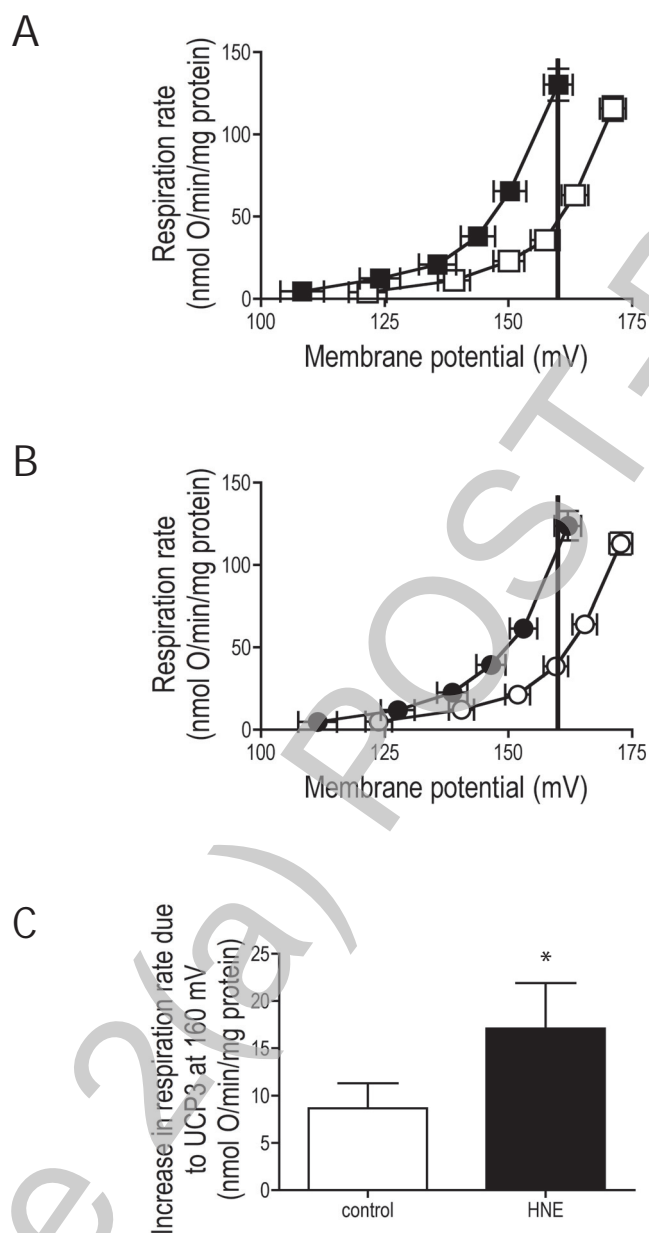 A
Respiration rate
(nmol O/min/mg protein)
150
100
50
0
100
125
150
175
Membrane potential (mV)
B
Respiration rate
(nmol O/min/mg protein)
150
100
50
0
100
125
150
175
Membrane potential (mV)
C
Increase in respiration rate due
to UCP3 at 160 mV
(nmol O/min/mg protein)
25
20
15
10
5
0
*
control
HNE
e 2(a) POST-